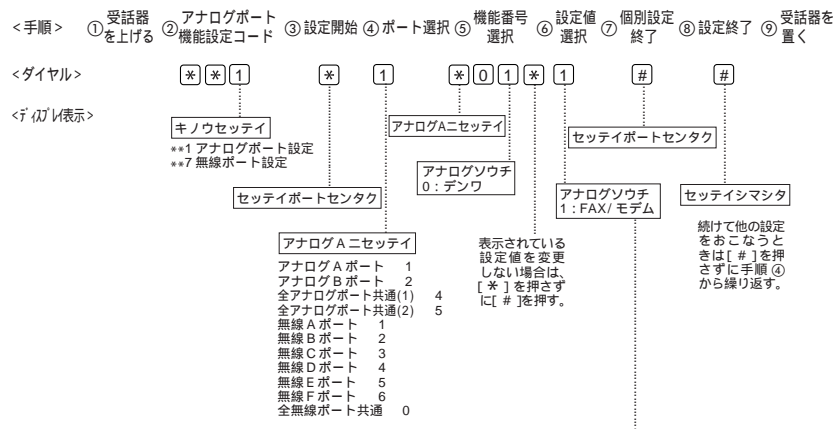 <手順> ①受話器を上げる ②アナログポート機能設定コード ③設定開始 ④ポート選択 ⑤機能番号選択 ⑥設定値選択 ⑦個別設定終了 ⑧設定終了 ⑨受話器を置く
<ダイヤル> **1 * 1 *01*1 # #
<ディスプレイ表示>
キノウセッテイ
**1 アナログポート設定
**7 無線ポート設定
セッテイポートセンタク
アナログAニセッテイ
アナログAポート 1
アナログBポート 2
全アナログポート共通(1) 4
全アナログポート共通(2) 5
無線Aポート 1
無線Bポート 2
無線Cポート 3
無線Dポート 4
無線Eポート 5
無線Fポート 6
全無線ポート共通 0
アナログAニセッテイ
アナログソウチ
0:デンワ
表示されている
設定値を変更
しない場合は、
[*]を押さず
に[#]を押す。
アナログソウチ
1:FAX/モデム
セッテイポートセンタク
セッテイシマシタ
続けて他の設定
をおこなうと
きは[#]を押
さずに手順④
から繰り返す。